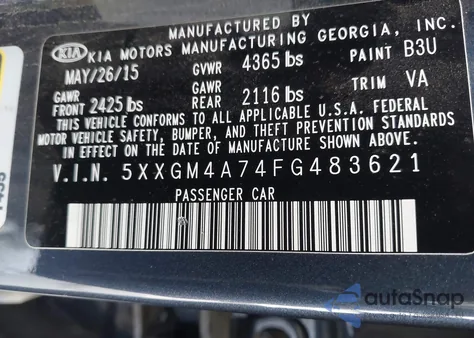 MANUFACTURED BY
KIA KIA MOTORS MANUFACTURING GEORGIA, INC.
MAY/26/15 GVWR 4365 lbs PAINT B3U
GAWR FRONT 2425 lbs GAWR REAR 2116 lbs TRIM VA
THIS VEHICLE CONFORMS TO ALL APPLICABLE U.S.A. FEDERAL
MOTOR VEHICLE SAFETY, BUMPER, AND THEFT PREVENTION
STANDARDS IN EFFECT ON THE DATE OF MANUFACTURE SHOWN ABOVE.
V.I.N. 5XXGM4A74FG483621
PASSENGER CAR
autoSnap